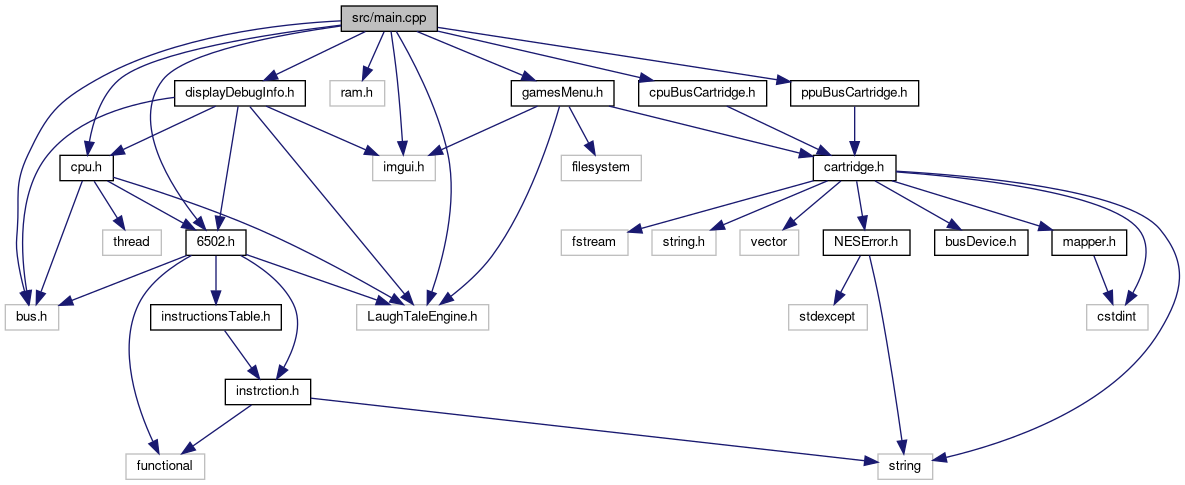 src/main.cpp
displayDebugInfo.h
ram.h
gamesMenu.h
cpuBusCartridge.h
ppuBusCartridge.h
cpu.h
imgui.h
filesystem
cartridge.h
thread
6502.h
fstream
string.h
vector
NESError.h
busDevice.h
mapper.h
bus.h
instructionsTable.h
LaughTaleEngine.h
stdexcept
cstdint
instrction.h
functional
string